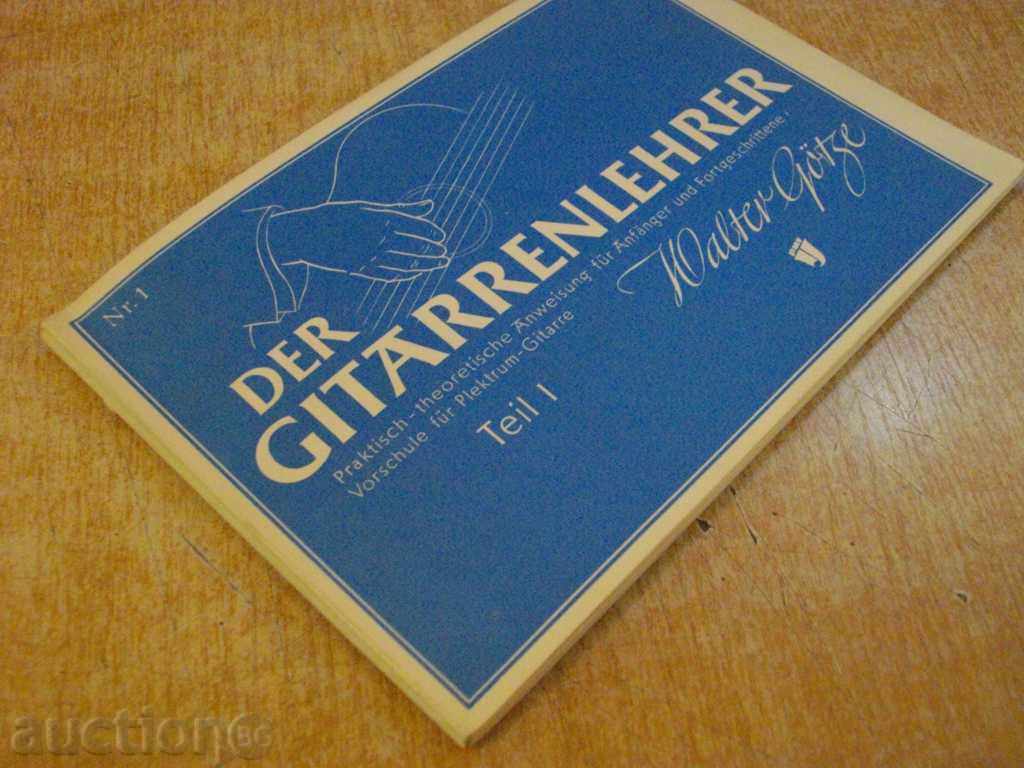 Nr. 1
DER
GITARRENLEHRER
Praktisch-theoretische Anweisung für Anfänger und Fortgeschrittene!
Vorschule für Plektrum-Gitarre
Walter Götze
Teil I
auction BG